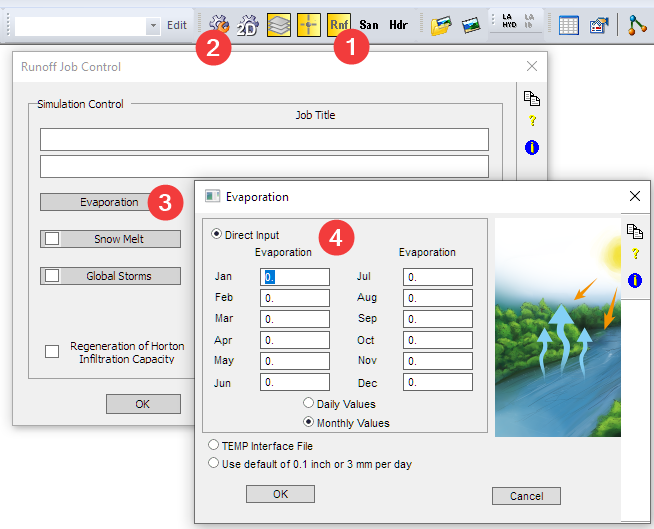 Edit
2D
Rnf
San
Hdr
LA
HYD
LA
lb
2
1
Runoff Job Control
Simulation Control
Job Title
Evaporation
3
Snow Melt
Global Storms
Regeneration of Horton
Infiltration Capacity
OK
Evaporation
Direct Input
4
Evaporation
Evaporation
Jan 0. Jul 0.
Feb 0. Aug 0.
Mar 0. Sep 0.
Apr 0. Oct 0.
May 0. Nov 0.
Jun 0. Dec 0.
Daily Values
Monthly Values
TEMP Interface File
Use default of 0.1 inch or 3 mm per day
OK
Cancel